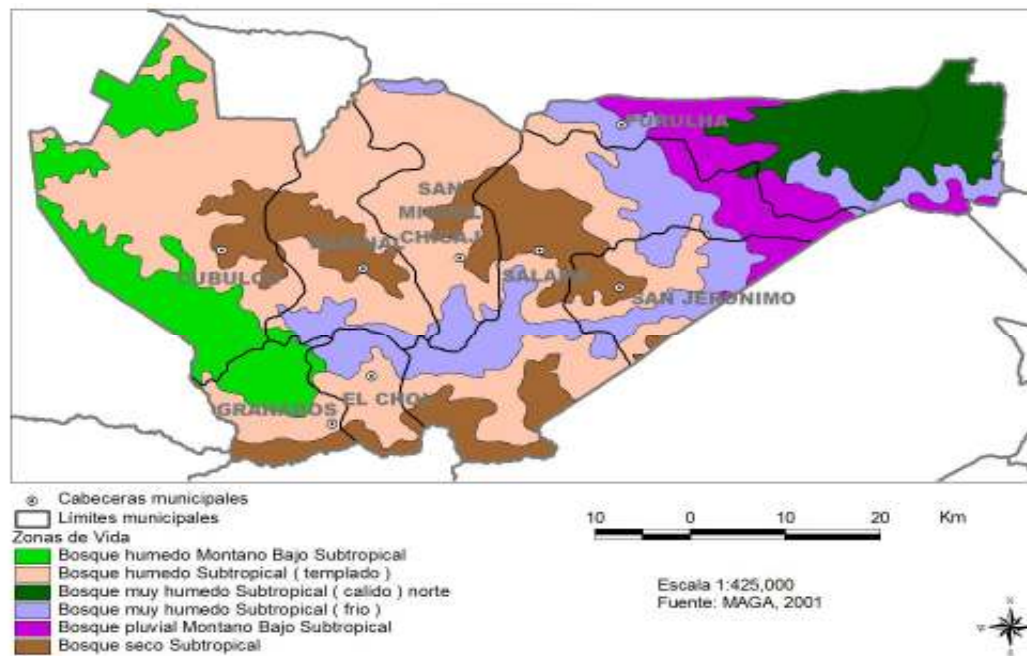 PURULHA
SAN
MIGUEL
CHICAJ
RABINAL
CUBULCO
SALAMA
SAN JERONIMO
EL CHOL
GRANADOS
Cabeceras municipales
Límites municipales
Zonas de Vida
Bosque humedo Montano Bajo Subtropical
Bosque humedo Subtropical ( templado )
Bosque muy humedo Subtropical ( calido ) norte
Bosque muy humedo Subtropical ( frio )
Bosque pluvial Montano Bajo Subtropical
Bosque seco Subtropical
10 0 10 20 Km
Escala 1:425,000
Fuente: MAGA, 2001